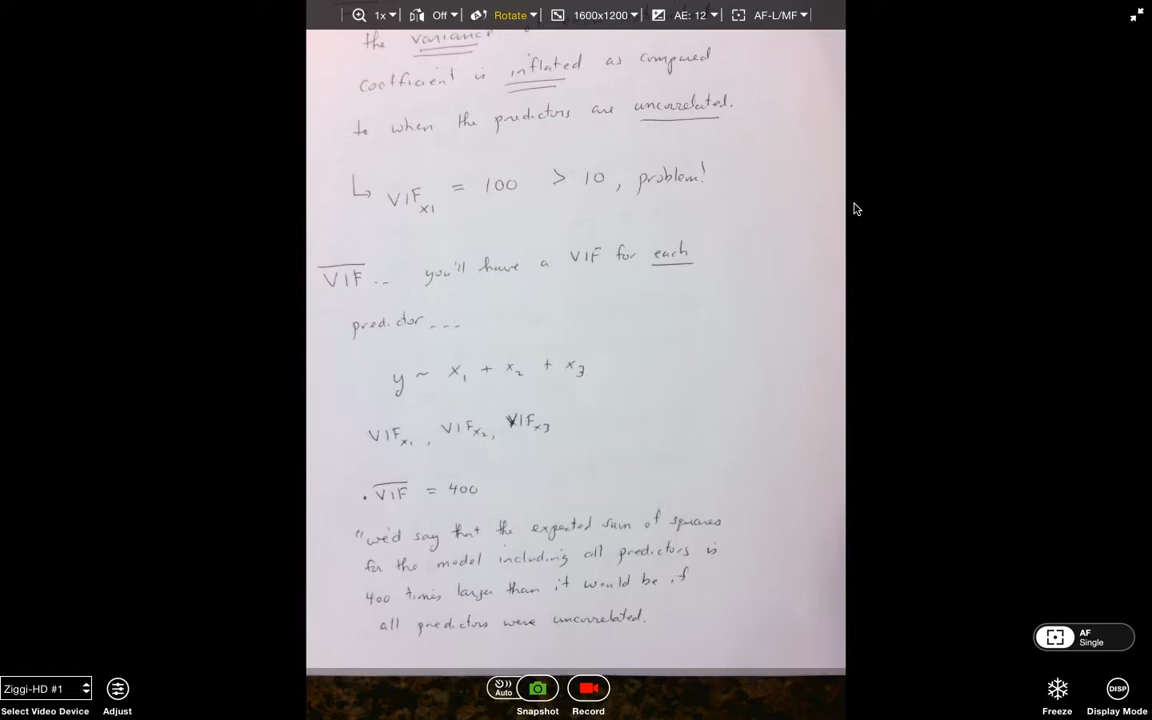 1x
Off
Rotate
1600x1200
AE: 12
AF-L/MF
the variance of
coefficient is inflated as compared
to when the predictors are uncorrelated.
↳ VIFx1 = 100 > 10, problem!
VIF.. you'll have a VIF for each
predictor ---
y ~ x1 + x2 + x3
VIFx1, VIFx2, VIFx3
. VIF = 400
"we'd say that the expected sum of squares
for the model including all predictors is
400 times larger than it would be if
all predictors were uncorrelated.
AF
Single
Ziggi-HD #1
Auto
DISP
Select Video Device
Adjust
Snapshot
Record
Freeze
Display Mode